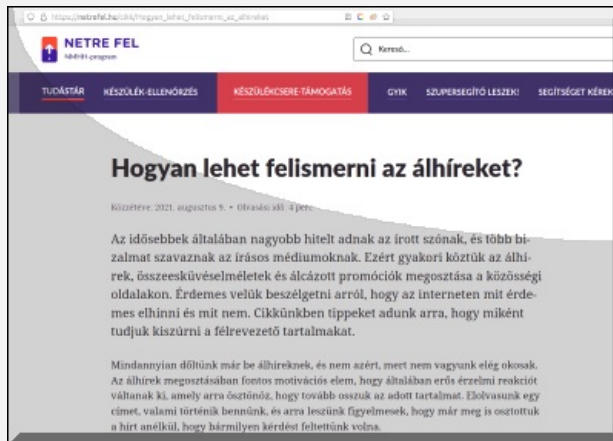 https://netrefel.hu/cikk/Hogyan_lehet_felismerni_az_alhireket
NETRE FEL
NMHH-program
Kereső...
TUDÁSTÁR KÉSZÜLÉK-ELLENŐRZÉS KÉSZÜLÉKCSERE-TÁMOGATÁS GYIK SZUPERSEGÍTŐ LESZEK! SEGÍTSÉGET KÉREK
Hogyan lehet felismerni az álhíreket?
Közzétéve: 2021. augusztus 9. • Olvasási idő: 4 perc
Az idősebbek általában nagyobb hitelt adnak az írott szónak, és több bi-
zalmat szavaznak az írásos médiumoknak. Ezért gyakori köztük az álhí-
rek, összeesküvéselméletek és álcázott promóciók megosztása a közösségi
oldalakon. Érdemes velük beszélgetni arról, hogy az interneten mit érde-
mes elhinni és mit nem. Cikkünkben tippeket adunk arra, hogy miként
tudjuk kiszúrni a félrevezető tartalmakat.
Mindannyian dőltünk már be álhíreknek, és nem azért, mert nem vagyunk elég okosak.
Az álhírek megosztásában fontos motivációs elem, hogy általában erős érzelmi reakciót
váltanak ki, amely arra ösztönöz, hogy tovább osszuk az adott tartalmat. Elolvasunk egy
címet, valami történik bennünk, és arra leszünk figyelmesek, hogy már meg is osztottuk
a hírt anélkül, hogy bármilyen kérdést feltettünk volna.